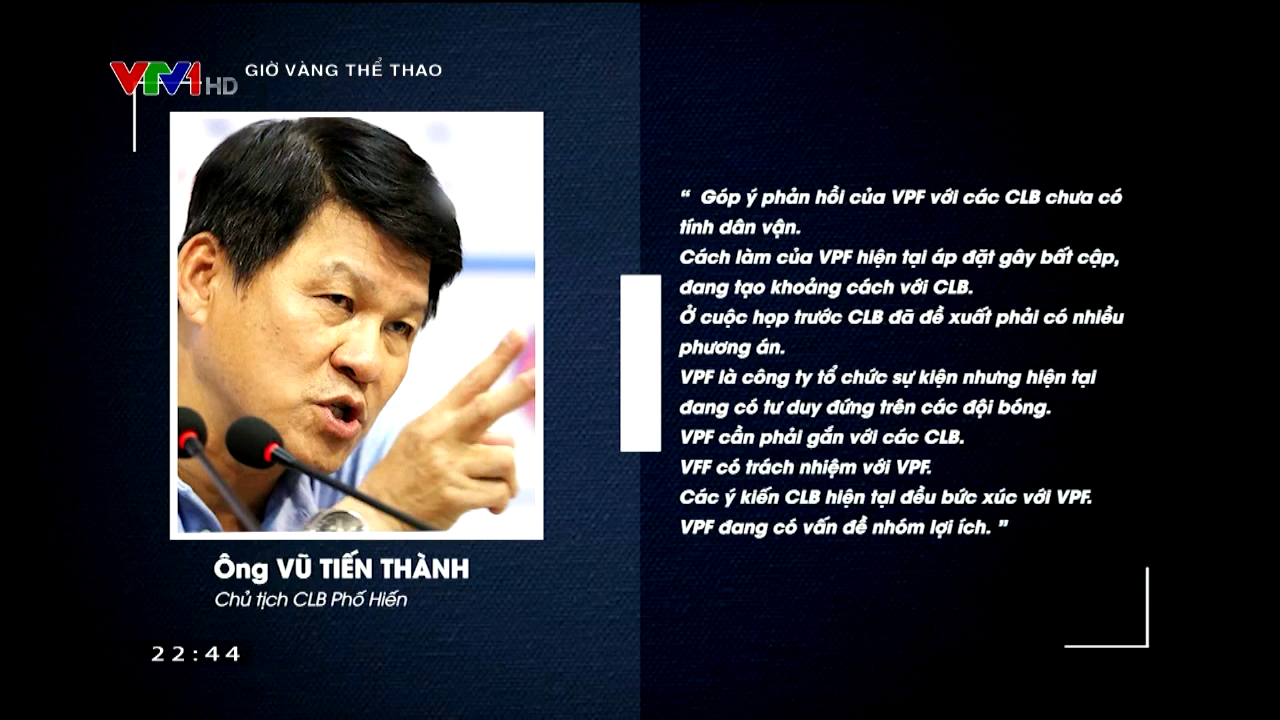 VTV1 HD
GIỜ VÀNG THỂ THAO
“ Góp ý phản hồi của VPF với các CLB chưa có
tính dân vận.
Cách làm của VPF hiện tại áp đặt gây bất cập,
đang tạo khoảng cách với CLB.
Ở cuộc họp trước CLB đã đề xuất phải có nhiều
phương án.
VPF là công ty tổ chức sự kiện nhưng hiện tại
đang có tư duy đứng trên các đội bóng.
VPF cần phải gắn với các CLB.
VFF có trách nhiệm với VPF.
Các ý kiến CLB hiện tại đều bức xúc với VPF.
VPF đang có vấn đề nhóm lợi ích. ”
Ông VŨ TIẾN THÀNH
Chủ tịch CLB Phố Hiến
22:44